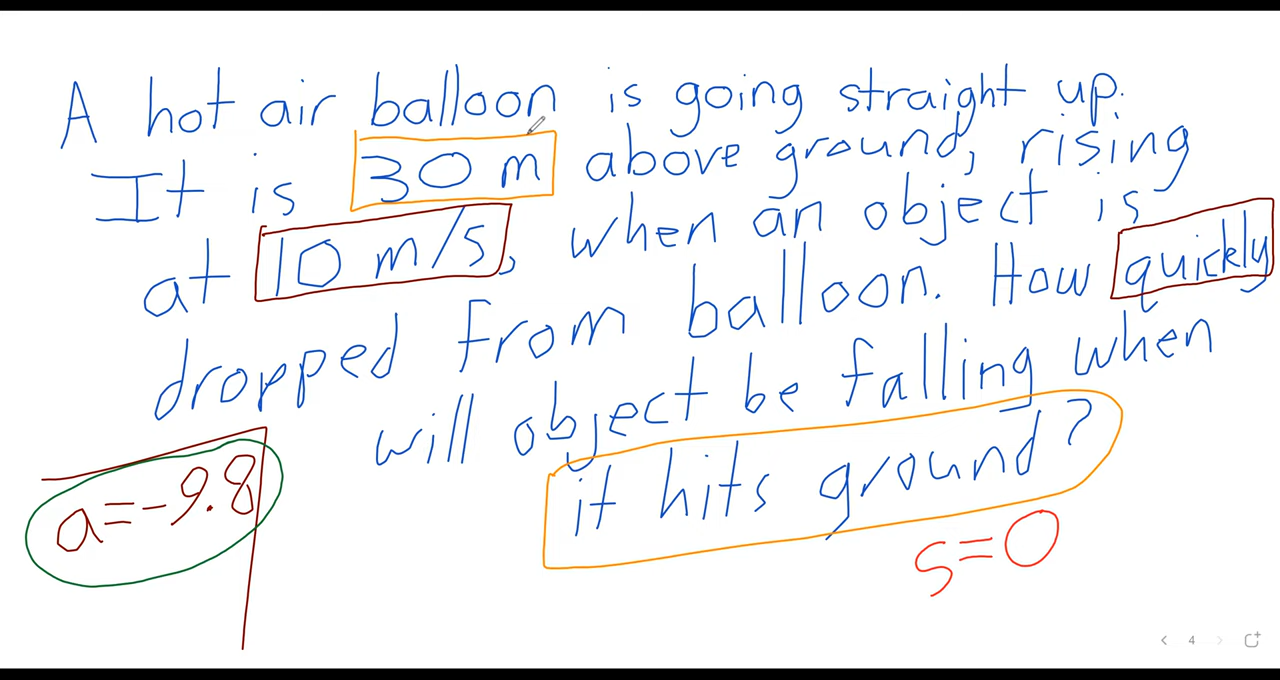 A hot air balloon is going straight up.
It is 30 m above ground, rising
at 10 m/s, when an object is
dropped from balloon. How quickly
will object be falling when
it hits ground?
a=-9.8
s=0
4